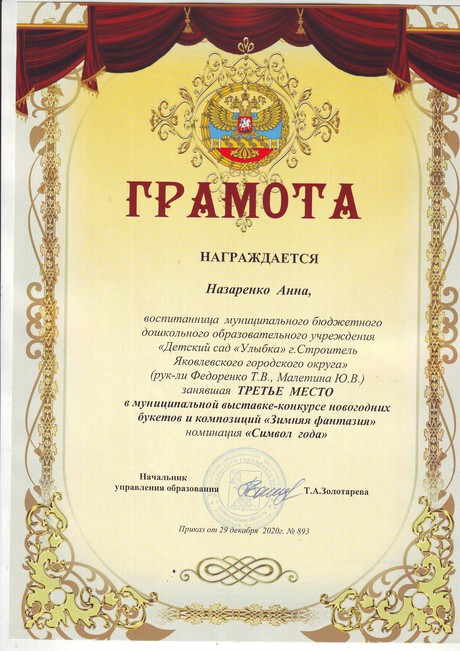 ГРАМОТА
НАГРАЖДАЕТСЯ
Назаренко Анна,
воспитанница муниципального бюджетного
дошкольного образовательного учреждения
«Детский сад «Улыбка» г.Строитель
Яковлевского городского округа»
(рук-ли Федоренко Т.В., Малетина Ю.В.)
занявшая ТРЕТЬЕ МЕСТО
в муниципальной выставке-конкурсе новогодних
букетов и композиций «Зимняя фантазия»
номинация «Символ года»
Начальник
управления образования Т.А.Золотарева
Приказ от 29 декабря 2020г. № 893